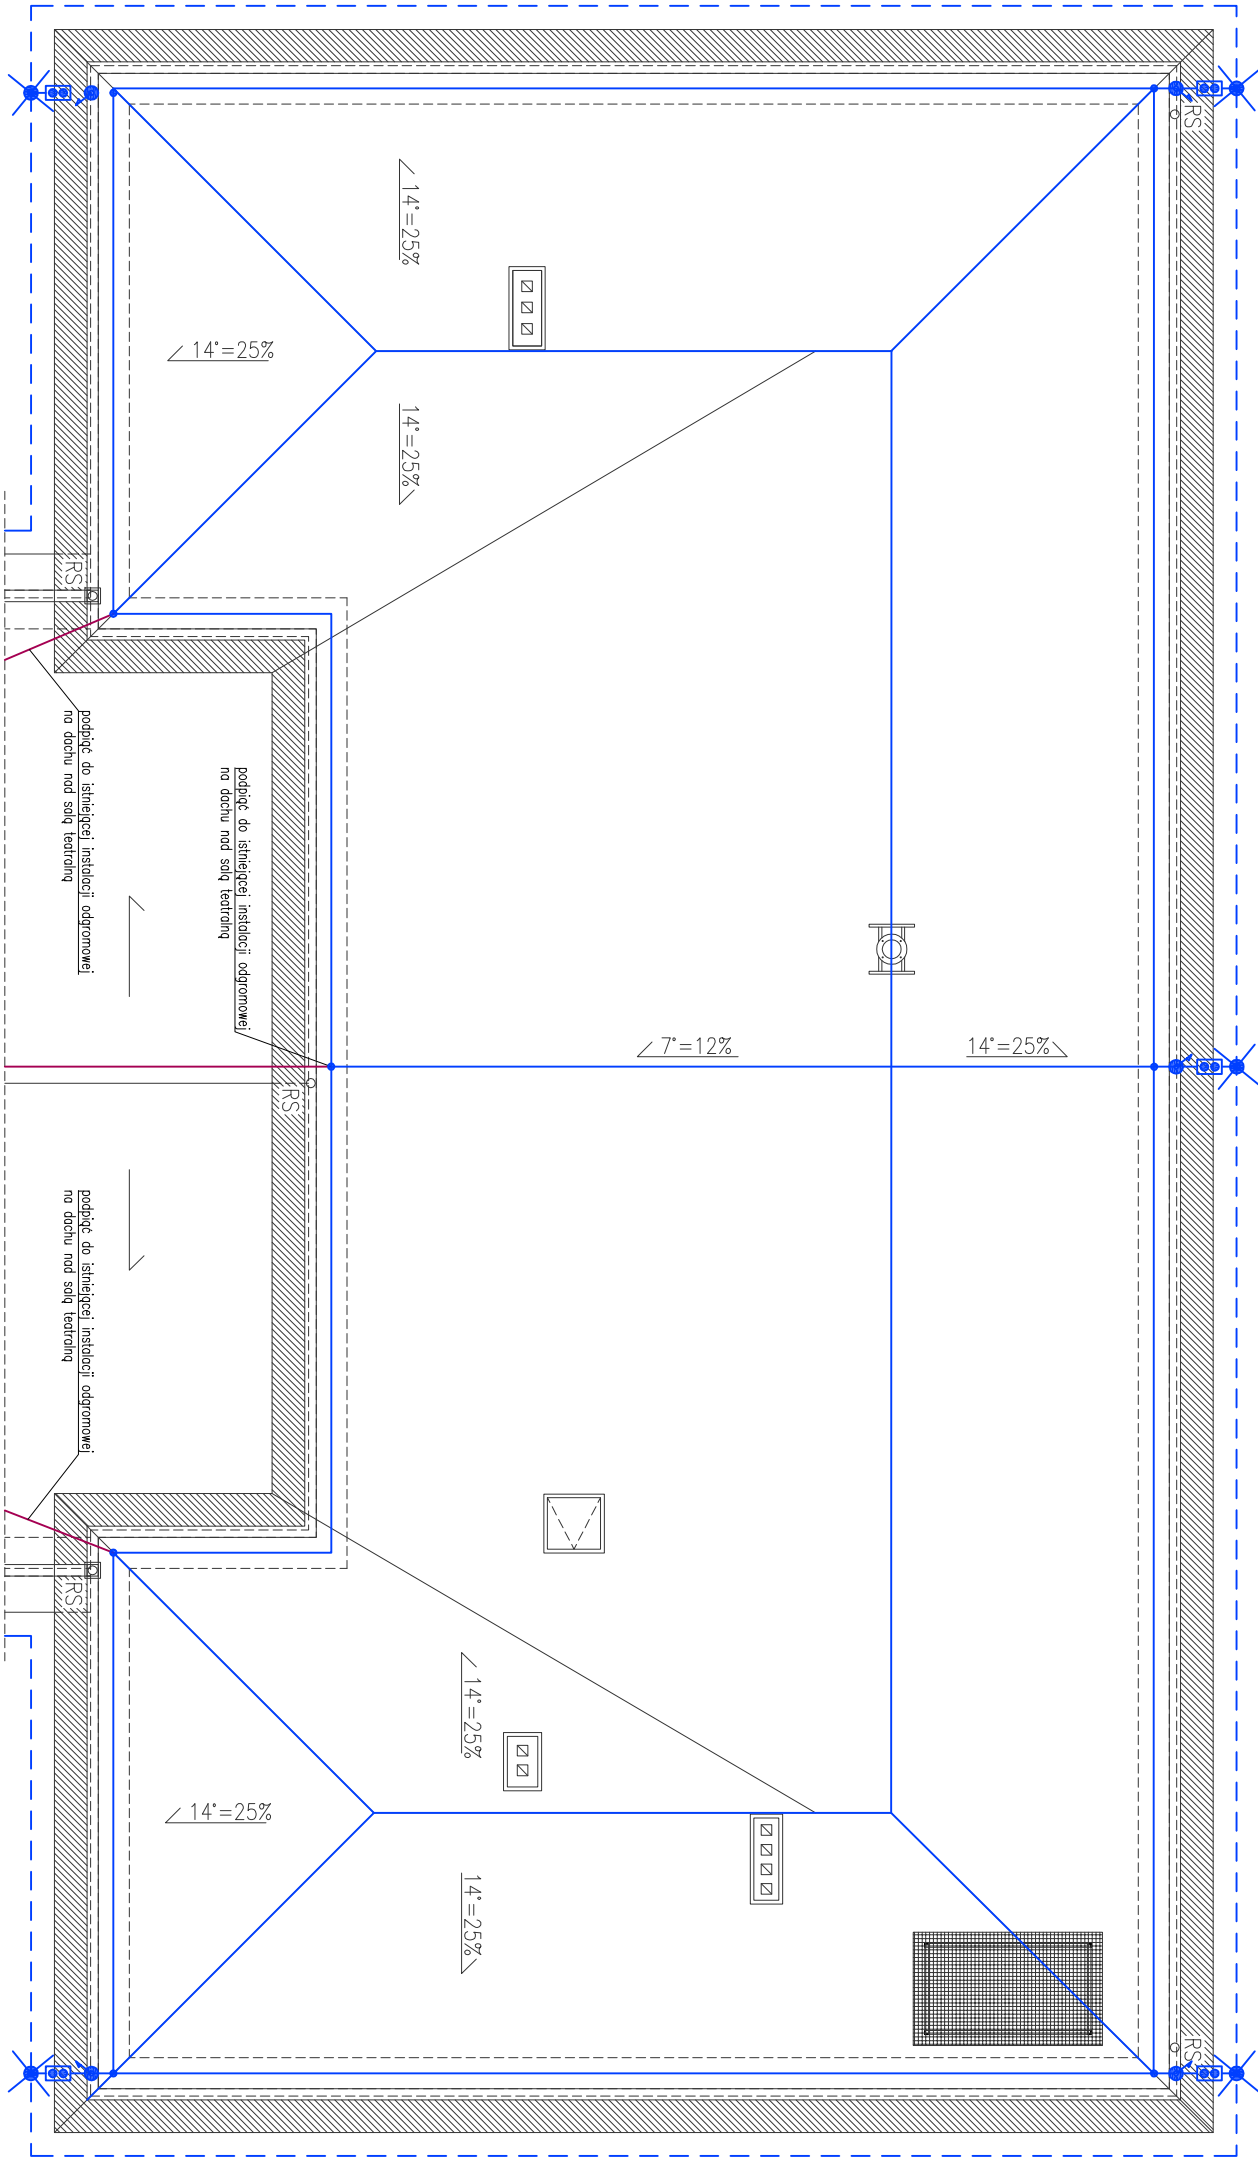 RS
14°=25%
14°=25%
14°=25%
RS
podpiąć do istniejącej instalacji odgromowej
na dachu nad salą teatralną
podpiąć do istniejącej instalacji odgromowej
na dachu nad salą teatralną
7°=12%
14°=25%
RS
podpiąć do istniejącej instalacji odgromowej
na dachu nad salą teatralną
RS
14°=25%
14°=25%
14°=25%
RS